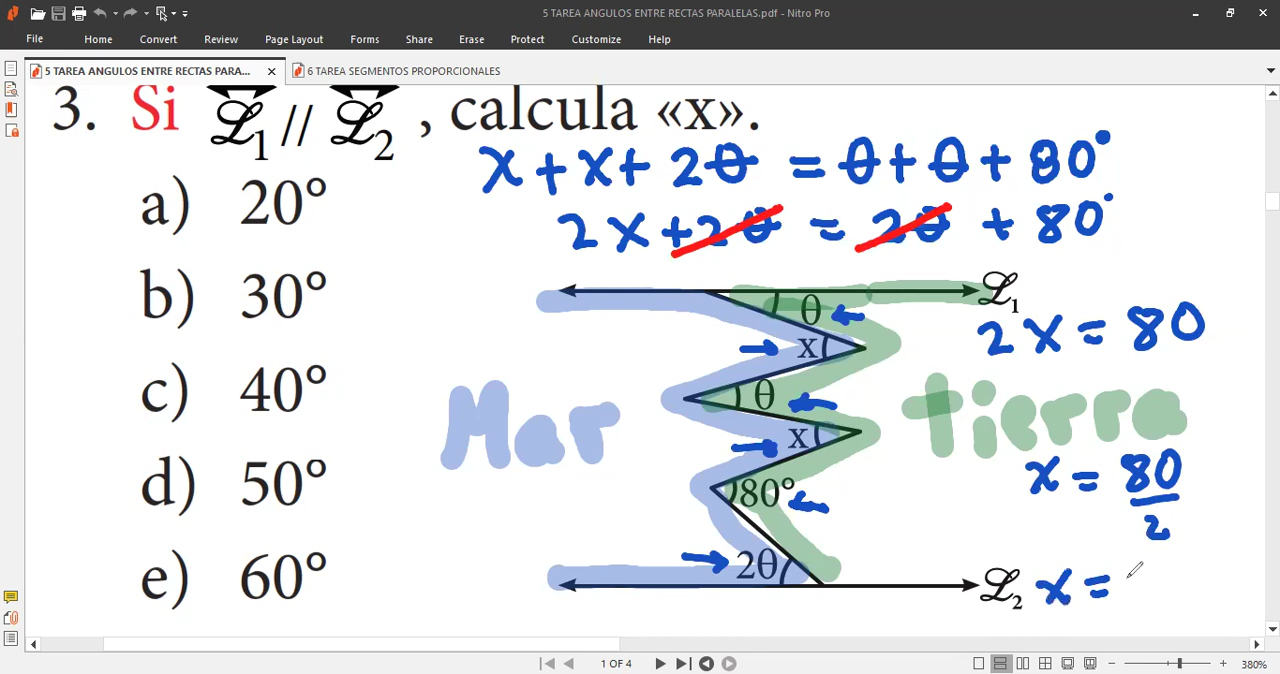 5 TAREA ANGULOS ENTRE RECTAS PARALELAS.pdf - Nitro Pro
File Home Convert Review Page Layout Forms Share Erase Protect Customize Help
5 TAREA ANGULOS ENTRE RECTAS PARA... × 6 TAREA SEGMENTOS PROPORCIONALES
3. Si ℒ1 // ℒ2 , calcula «x».
x + x + 2θ = θ + θ + 80°
a) 20°
2x + 2θ = 2θ + 80°
b) 30°
ℒ1
θ
2x = 80
x
c) 40°
θ
Mar
tierra
x
d) 50°
80°
x = 80/2
e) 60°
2θ
ℒ2
x =
1 OF 4
380%